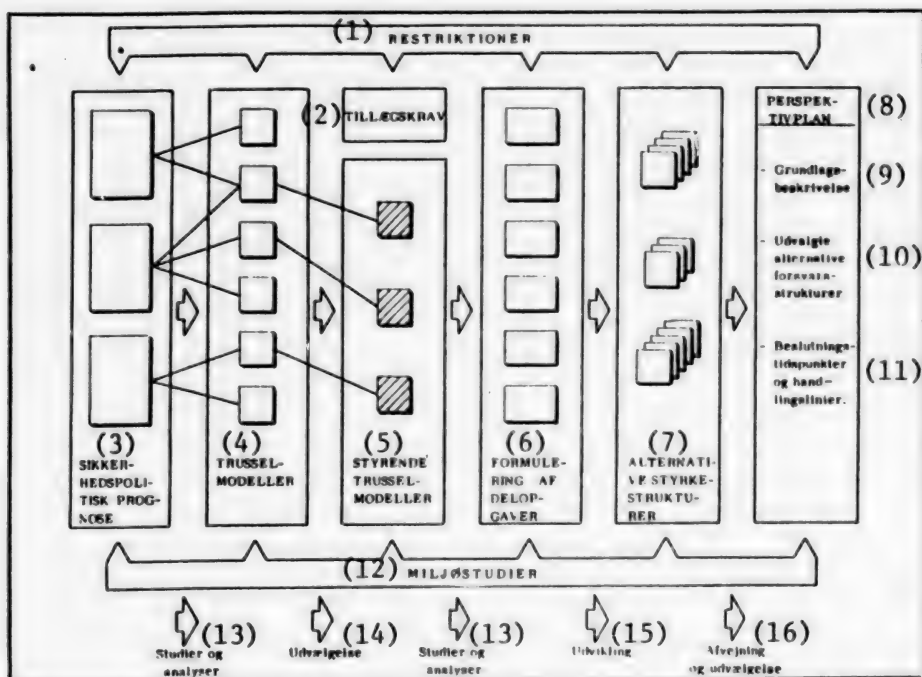 (1) RESTRIKTIONER
(2) TILLÆGSKRAV
PERSPEK-
TIVPLAN (8)
- Grundlags-
beskrivelse (9)
- Udvalgte
alternative
forsvars-
strukturer (10)
- Beslutnings-
tidspunkter
og hand-
lingslinier. (11)
(3)
SIKKER-
HEDSPOLI-
TISK PROG-
NOSE
(4)
TRUSSEL-
MODELLER
(5)
STYRENDE
TRUSSEL-
MODELLER
(6)
FORMULE-
RING AF
DELOP-
GAVER
(7)
ALTERNATI-
VE STYRKE-
STRUKTU-
RER
(12) MILJØSTUDIER
(13)
Studier og
analyser
(14)
Udvælgelse
(13)
Studier og
analyser
(15)
Udvikling
(16)
Afvejning
og udvælgelse